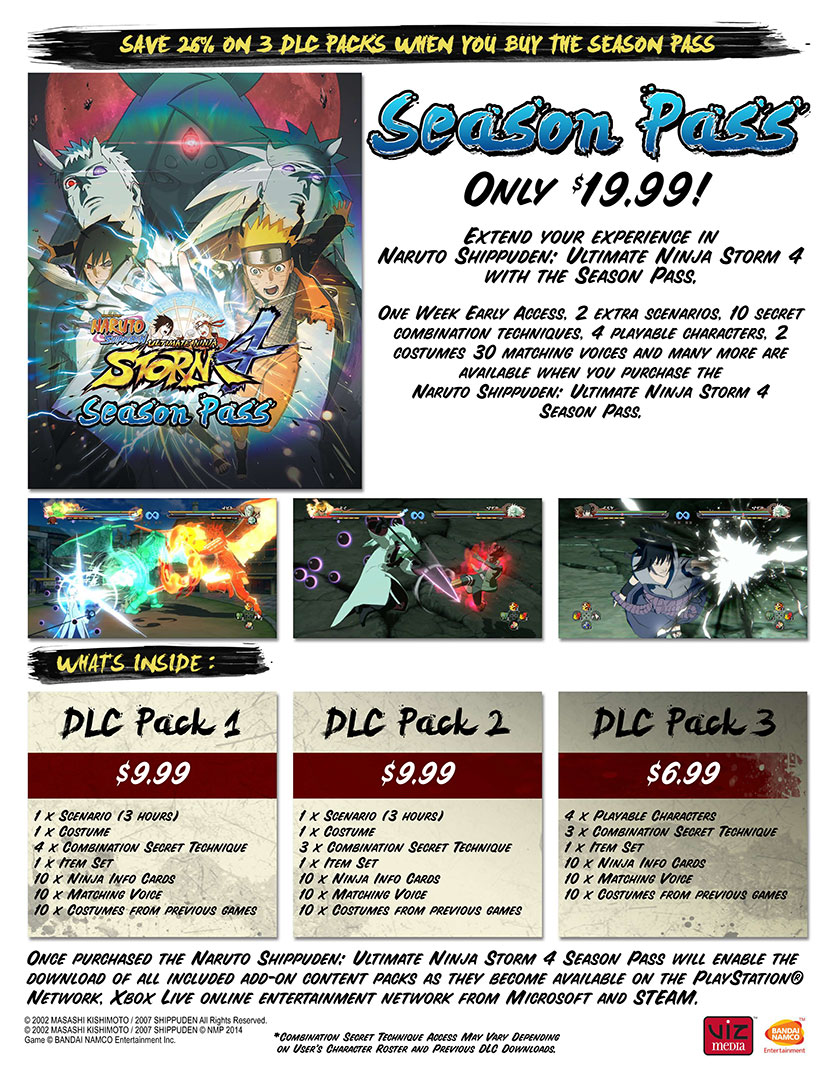 SAVE 26% ON 3 DLC PACKS WHEN YOU BUY THE SEASON PASS
Season Pass
ONLY $19.99!
EXTEND YOUR EXPERIENCE IN
NARUTO SHIPPUDEN: ULTIMATE NINJA STORM 4
WITH THE SEASON PASS.
ONE WEEK EARLY ACCESS, 2 EXTRA SCENARIOS, 10 SECRET
COMBINATION TECHNIQUES, 4 PLAYABLE CHARACTERS, 2
COSTUMES 30 MATCHING VOICES AND MANY MORE ARE
AVAILABLE WHEN YOU PURCHASE THE
NARUTO SHIPPUDEN: ULTIMATE NINJA STORM 4
SEASON PASS.
NARUTO
SHIPPUDEN
ULTIMATE NINJA
STORM 4
Season Pass
WHAT'S INSIDE :
DLC Pack 1
$9.99
1 x SCENARIO (3 HOURS)
1 x COSTUME
4 x COMBINATION SECRET TECHNIQUE
1 x ITEM SET
10 x NINJA INFO CARDS
10 x MATCHING VOICE
10 x COSTUMES FROM PREVIOUS GAMES
DLC Pack 2
$9.99
1 x SCENARIO (3 HOURS)
1 x COSTUME
3 x COMBINATION SECRET TECHNIQUE
1 x ITEM SET
10 x NINJA INFO CARDS
10 x MATCHING VOICE
10 x COSTUMES FROM PREVIOUS GAMES
DLC Pack 3
$6.99
4 x PLAYABLE CHARACTERS
3 x COMBINATION SECRET TECHNIQUE
1 x ITEM SET
10 x NINJA INFO CARDS
10 x MATCHING VOICE
10 x COSTUMES FROM PREVIOUS GAMES
ONCE PURCHASED THE NARUTO SHIPPUDEN: ULTIMATE NINJA STORM 4 SEASON PASS WILL ENABLE THE
DOWNLOAD OF ALL INCLUDED ADD-ON CONTENT PACKS AS THEY BECOME AVAILABLE ON THE PLAYSTATION®
NETWORK, XBOX LIVE ONLINE ENTERTAINMENT NETWORK FROM MICROSOFT AND STEAM.
© 2002 MASASHI KISHIMOTO / 2007 SHIPPUDEN All Rights Reserved.
© 2002 MASASHI KISHIMOTO / 2007 SHIPPUDEN © NMP 2014
Game © BANDAI NAMCO Entertainment Inc.
*COMBINATION SECRET TECHNIQUE ACCESS MAY VARY DEPENDING
ON USER'S CHARACTER ROSTER AND PREVIOUS DLC DOWNLOADS.
VIZ
MEDIA
BANDAI
NAMCO
Entertainment